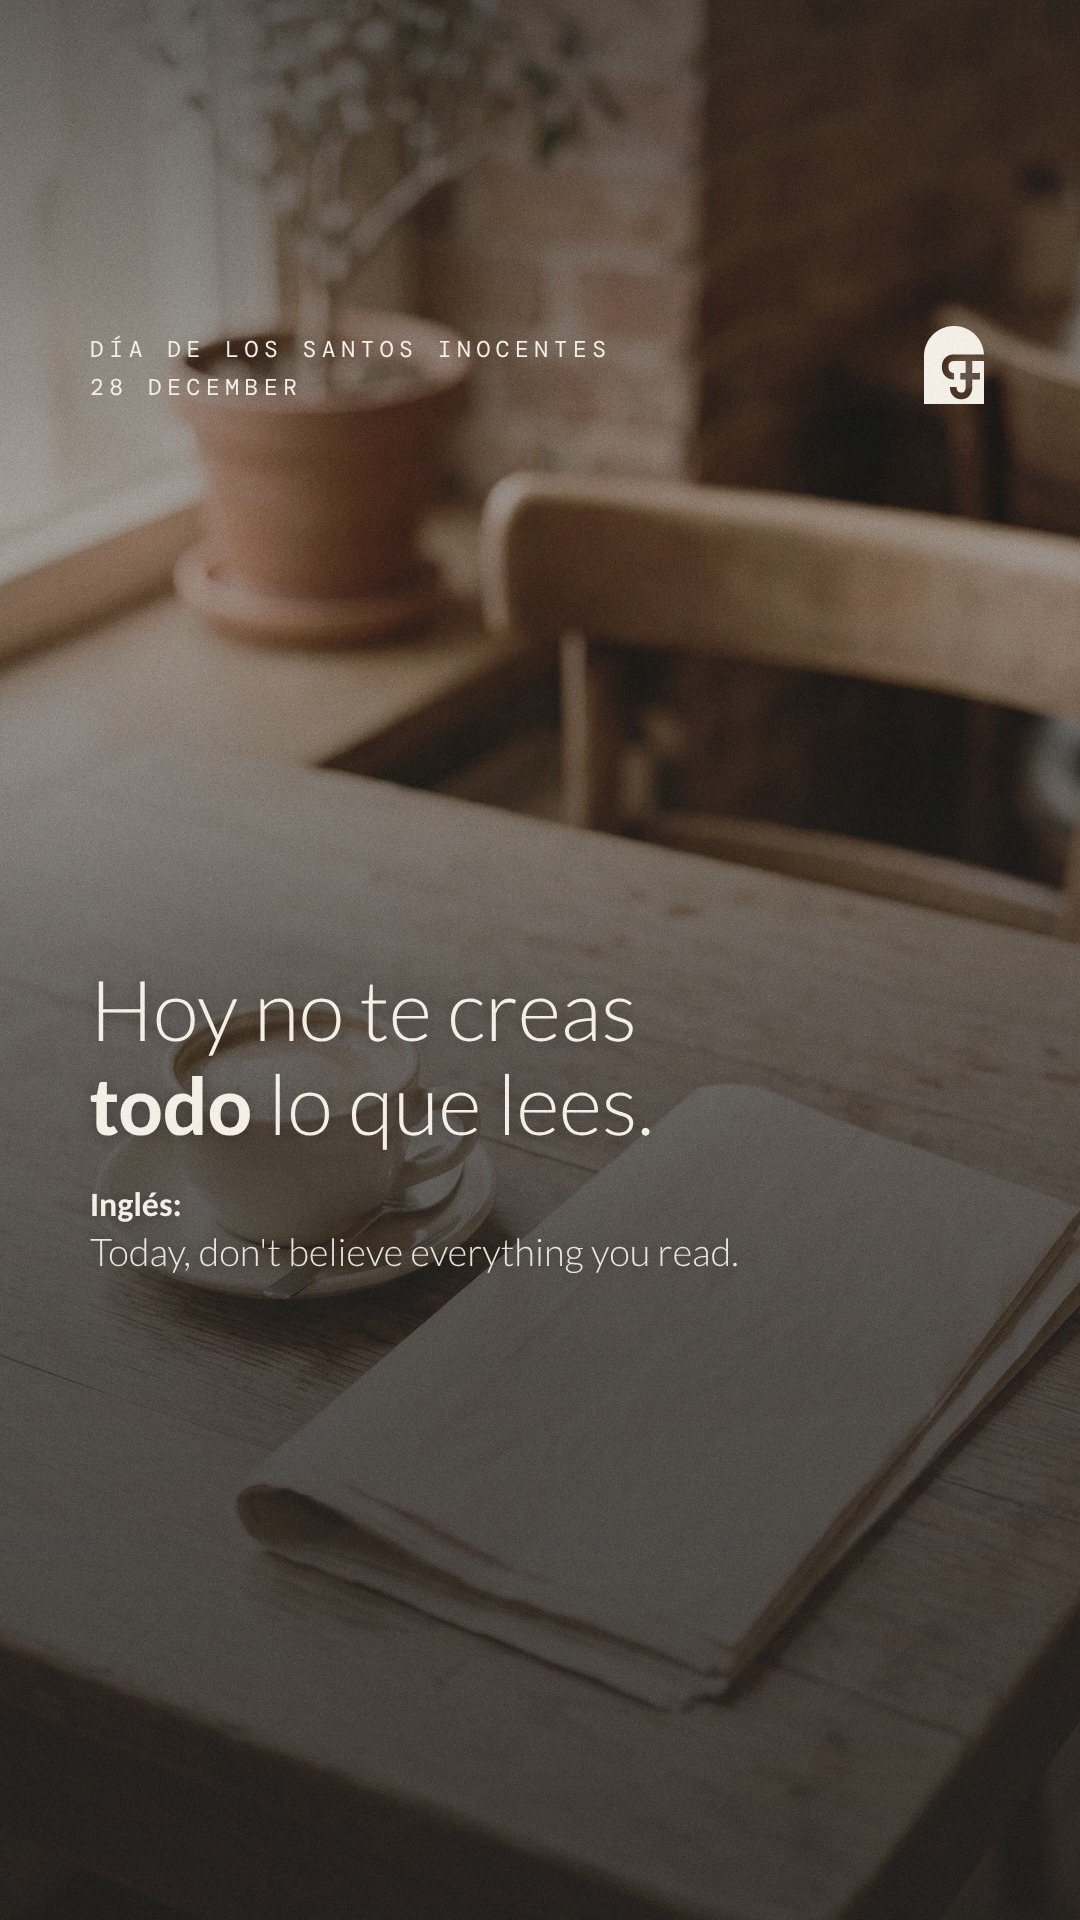 DÍA DE LOS SANTOS INOCENTES
28 DECEMBER
Hoy no te creas
todo lo que lees.
Inglés:
Today, don't believe everything you read.